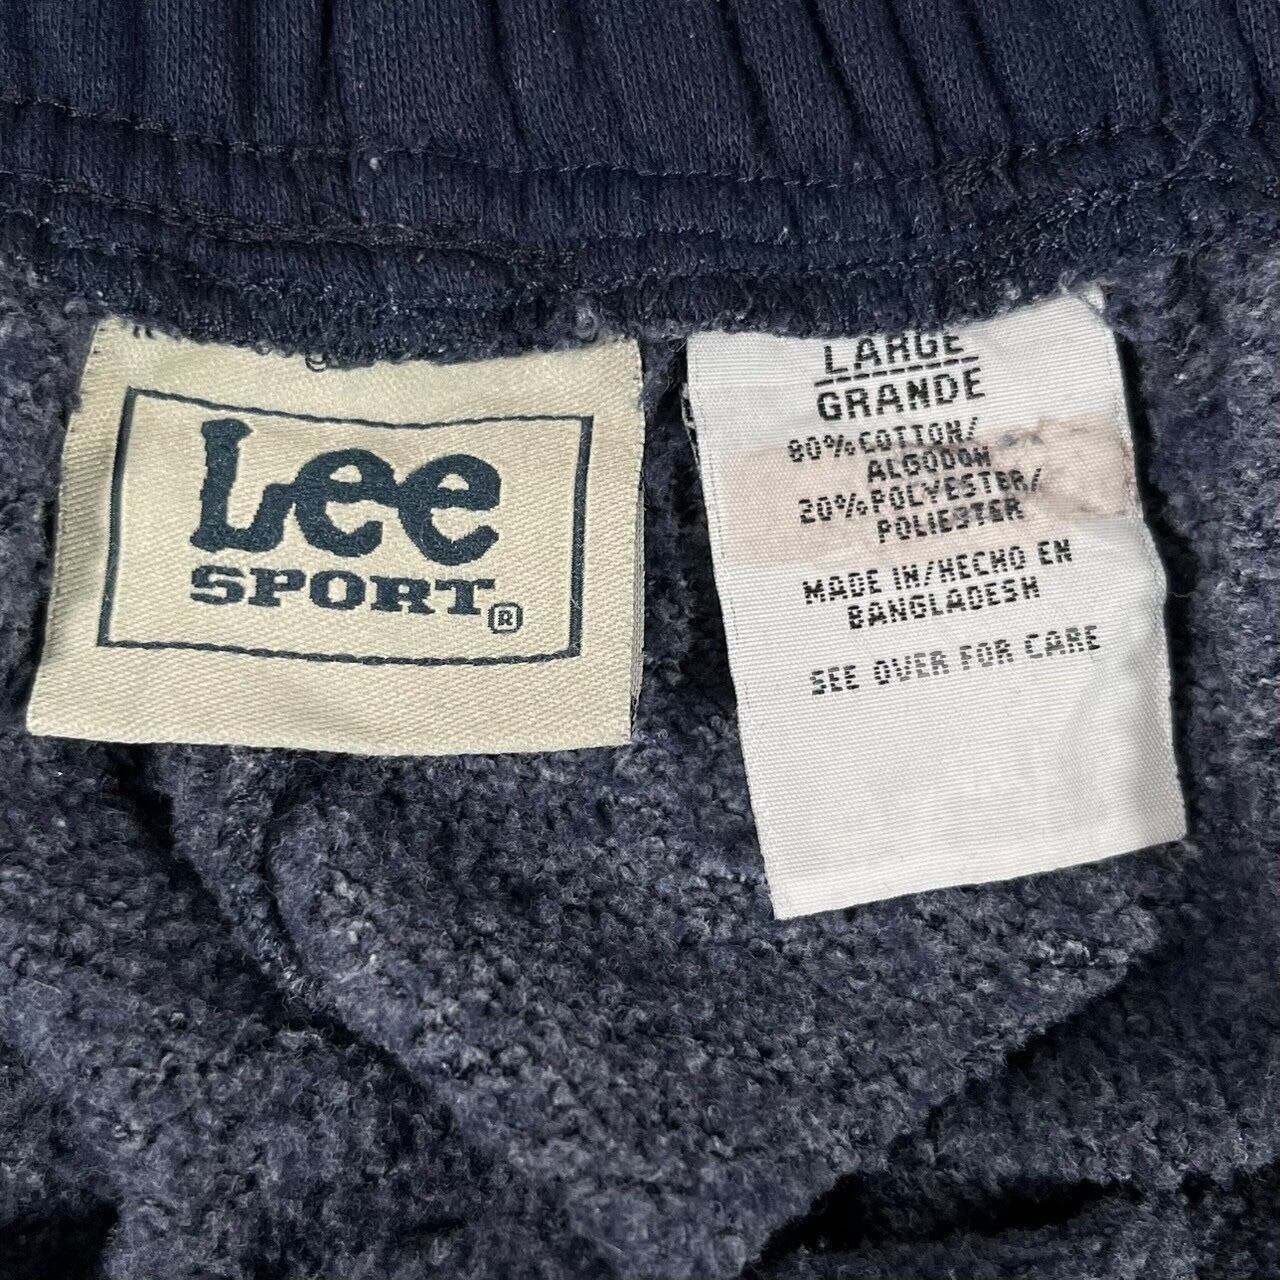 Lee
SPORT®
LARGE
GRANDE
80% COTTON/
ALGODON
20% POLYESTER/
POLIESTER
MADE IN/HECHO EN
BANGLADESH
SEE OVER FOR CARE